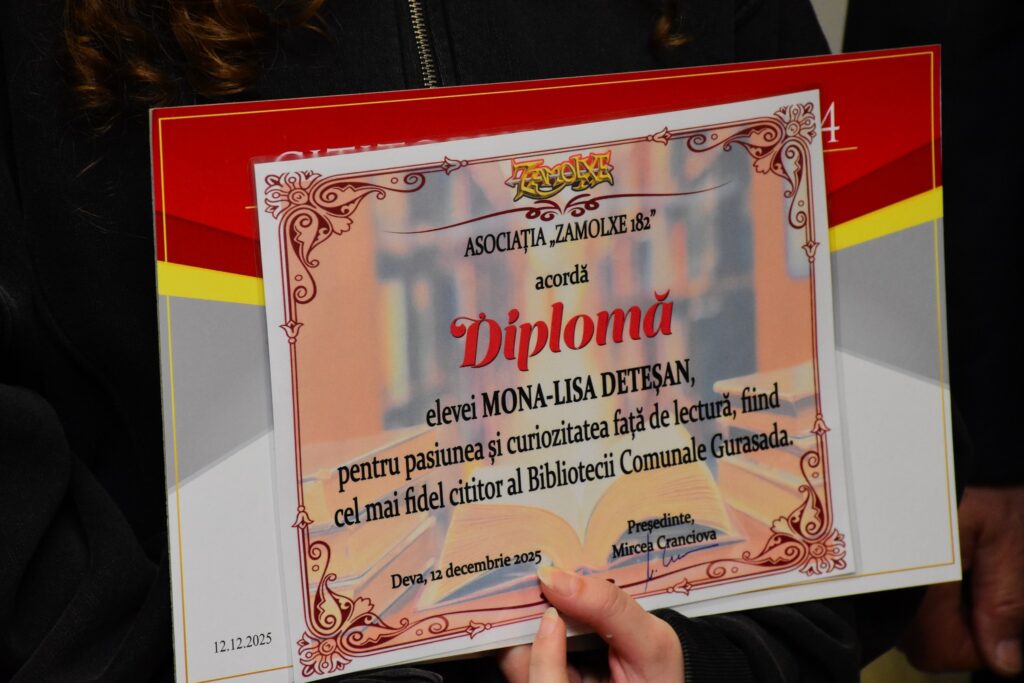 4
ZAMOLXE
ASOCIAȚIA „ZAMOLXE 182”
acordă
Diplomă
elevei MONA-LISA DETEȘAN,
pentru pasiunea și curiozitatea față de lectură, fiind
cel mai fidel cititor al Bibliotecii Comunale Gurasada.
Președinte,
Mircea Cranciova
Deva, 12 decembrie 2025
12.12.2025